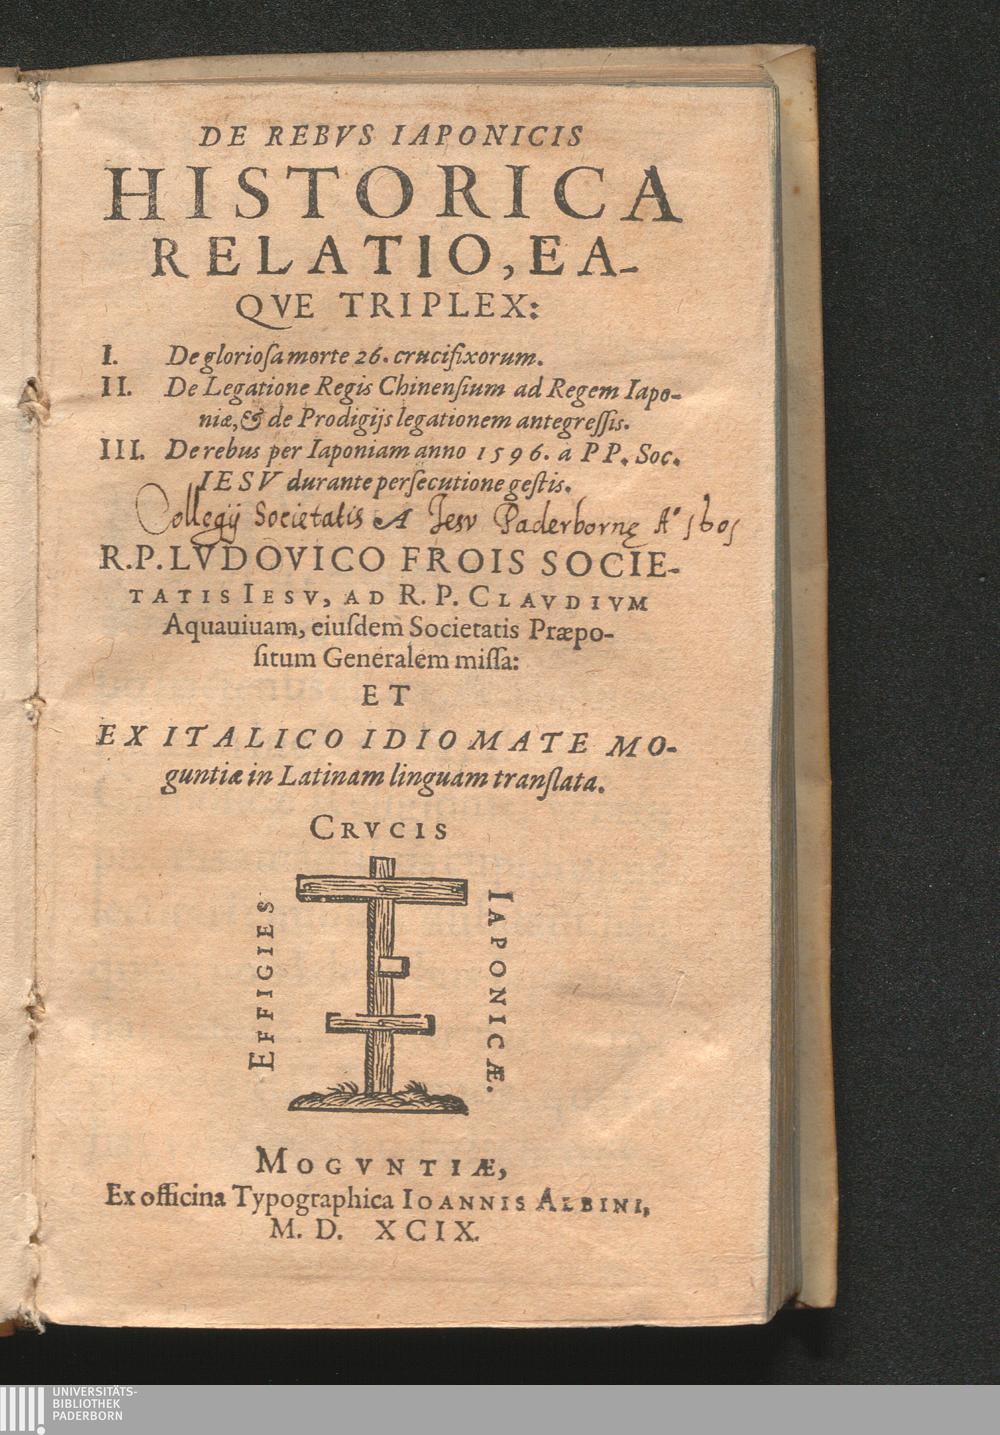 DE REBVS IAPONICIS
HISTORICA
RELATIO, EA-
QVE TRIPLEX:
I. De gloriosa morte 26. crucifixorum.
II. De Legatione Regis Chinensium ad Regem Iapo-
niæ, & de Prodigijs legationem antegressis.
III. De rebus per Iaponiam anno 1596. à PP. Soc.
IESV durante persecutione gestis.
Collegij Societatis A Jesv Paderbornę A° 1601
R.P. LVDOVICO FROIS SOCIE-
TATIS IESV, AD R.P. CLAVDIVM
Aquauiuam, eiusdem Societatis Præpo-
situm Generalem missa:
ET
EX ITALICO IDIOMATE MO-
guntiæ in Latinam linguam translata.
CRVCIS
EFFIGIES
IAPONICÆ.
MOGVNTIÆ,
Ex officina Typographica IOANNIS ALBINI,
M. D. XCIX.
UNIVERSITÄTS-
BIBLIOTHEK
PADERBORN